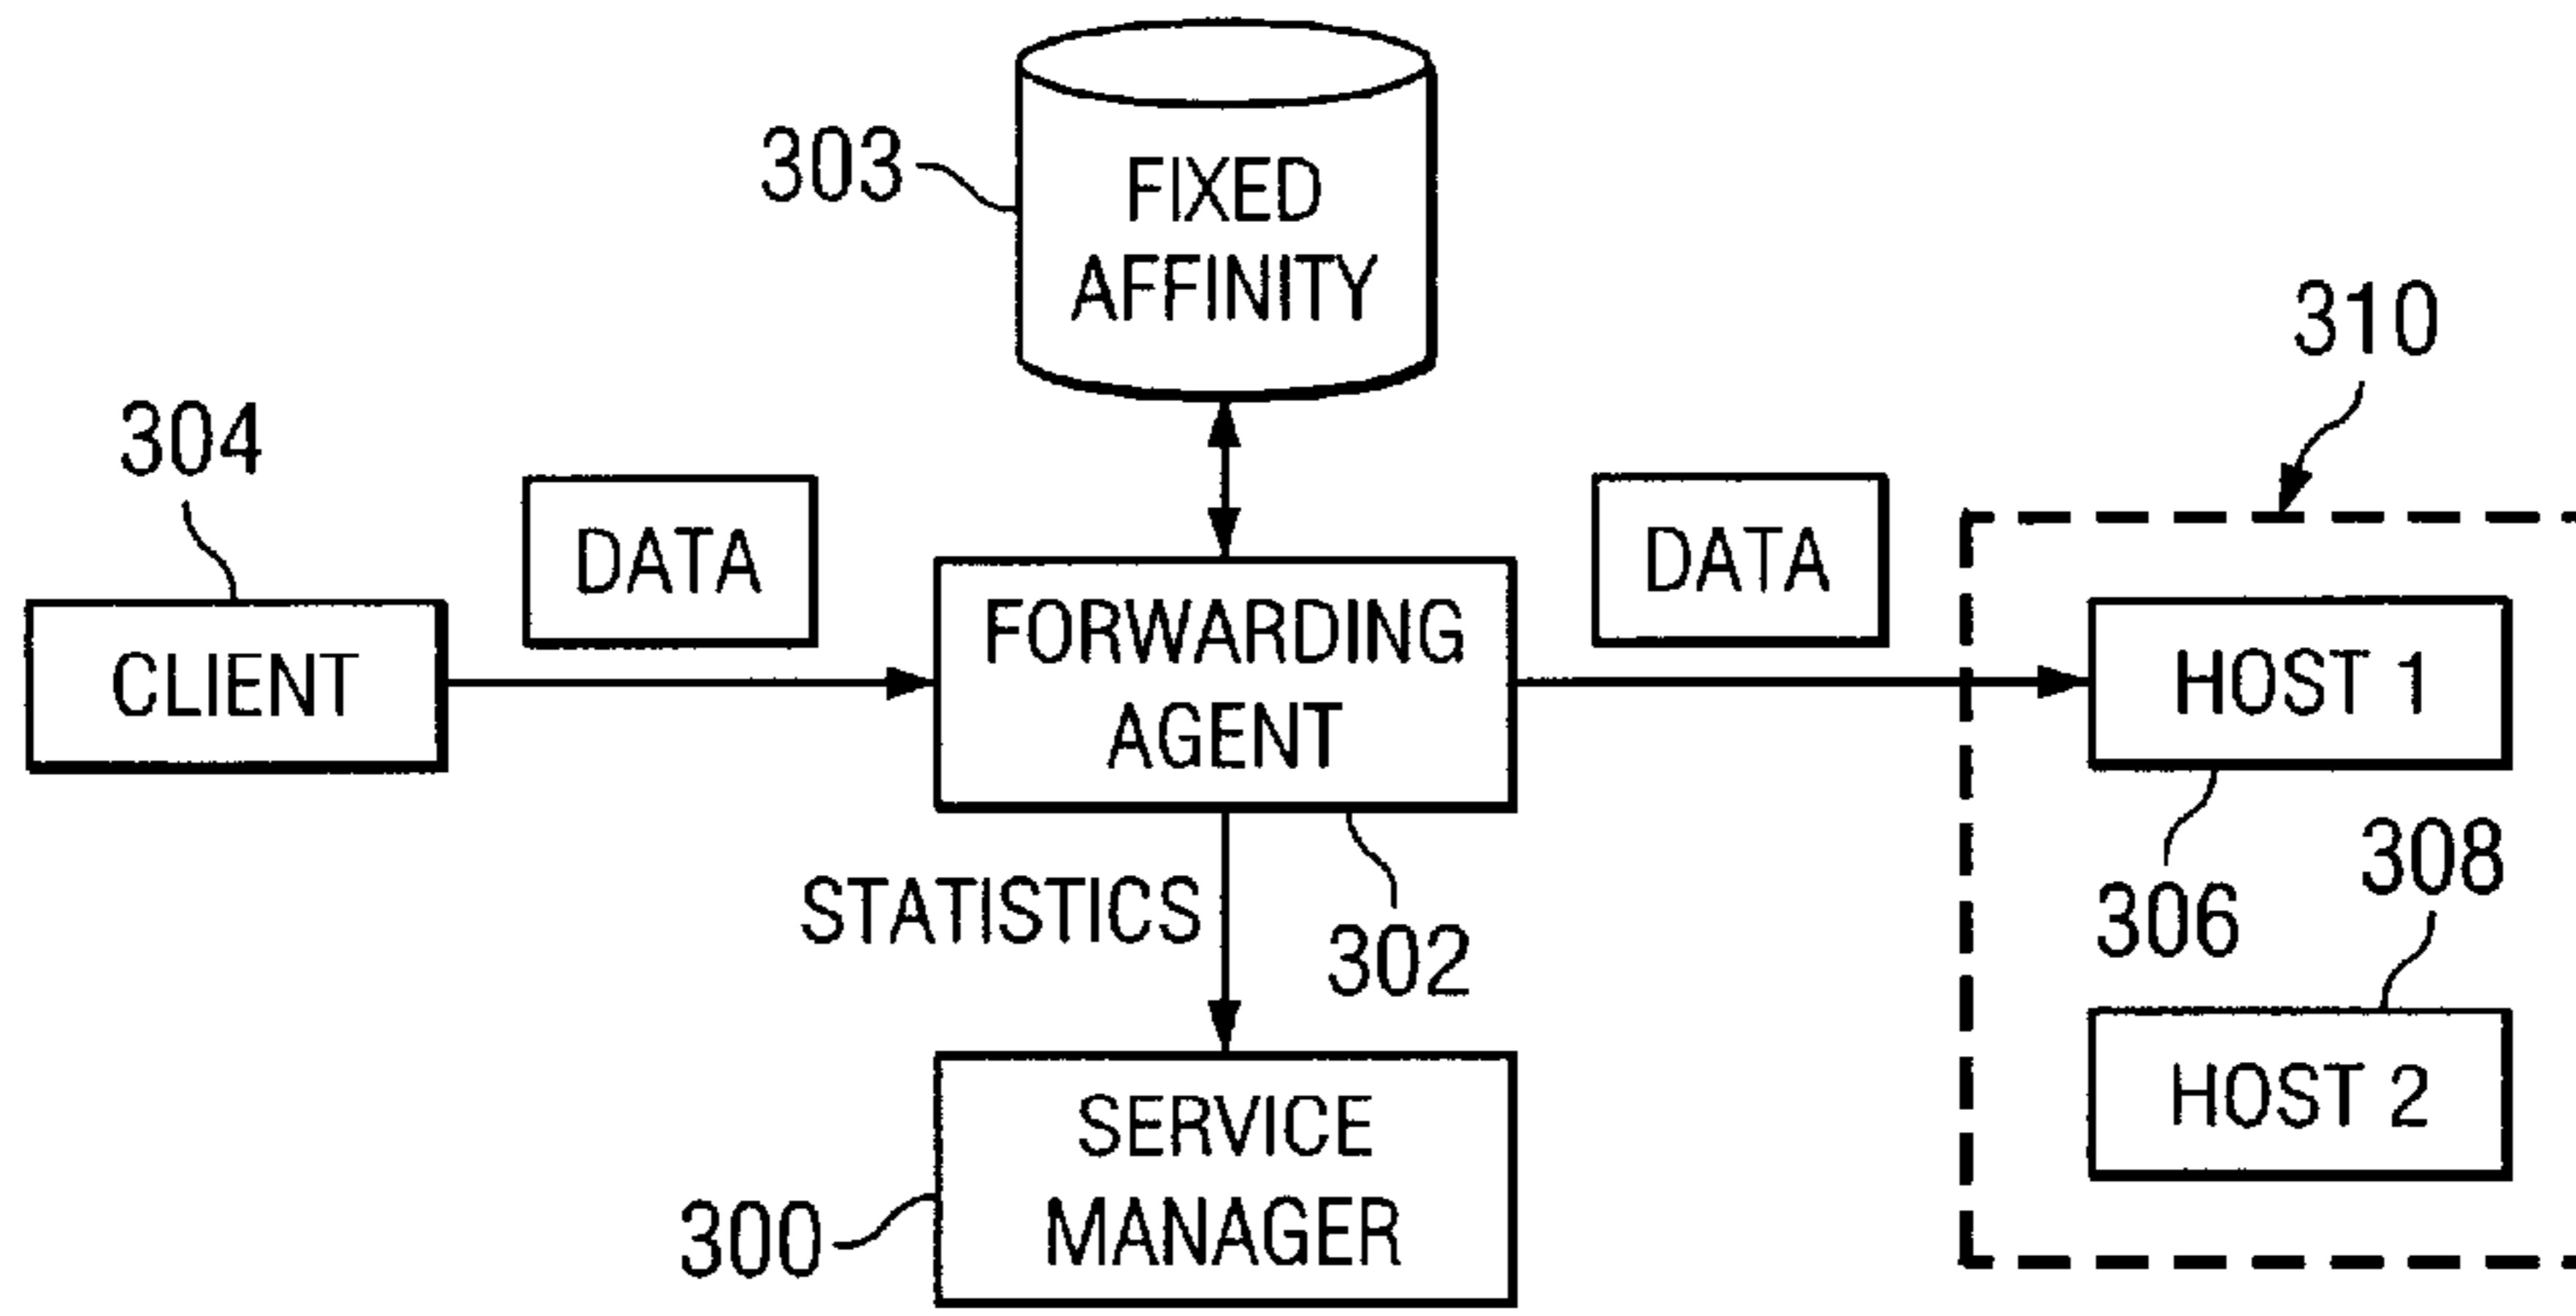 303
FIXED
AFFINITY
310
304
DATA
DATA
CLIENT
FORWARDING
AGENT
HOST 1
STATISTICS
302
306
308
SERVICE
MANAGER
300
HOST 2